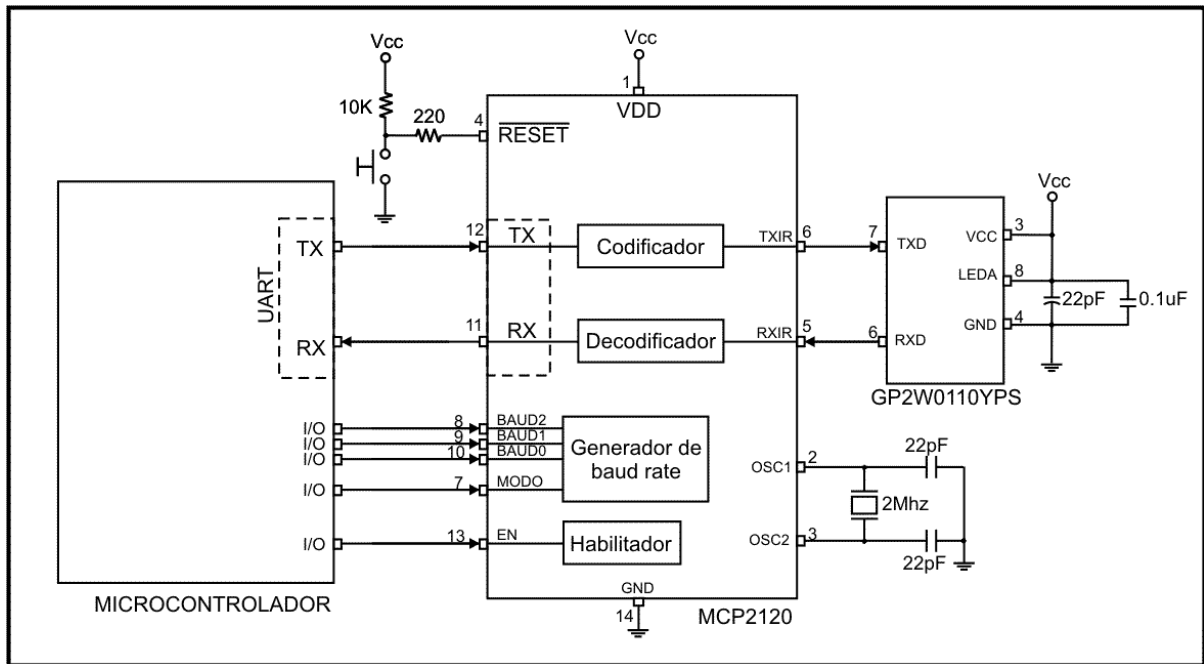 Vcc
10K
220
4
RESET
Vcc
1
VDD
UART
TX
12
TX
Codificador
TXIR
6
7
TXD
Vcc
VCC
3
LEDA
8
22pF
0.1uF
GND
4
RX
11
RX
Decodificador
RXIR
5
6
RXD
GP2W0110YPS
I/O
8
BAUD2
I/O
9
BAUD1
I/O
10
BAUD0
Generador de
baud rate
I/O
7
MODO
I/O
13
EN
Habilitador
OSC1
2
22pF
2Mhz
OSC2
3
22pF
GND
14
MICROCONTROLADOR
MCP2120